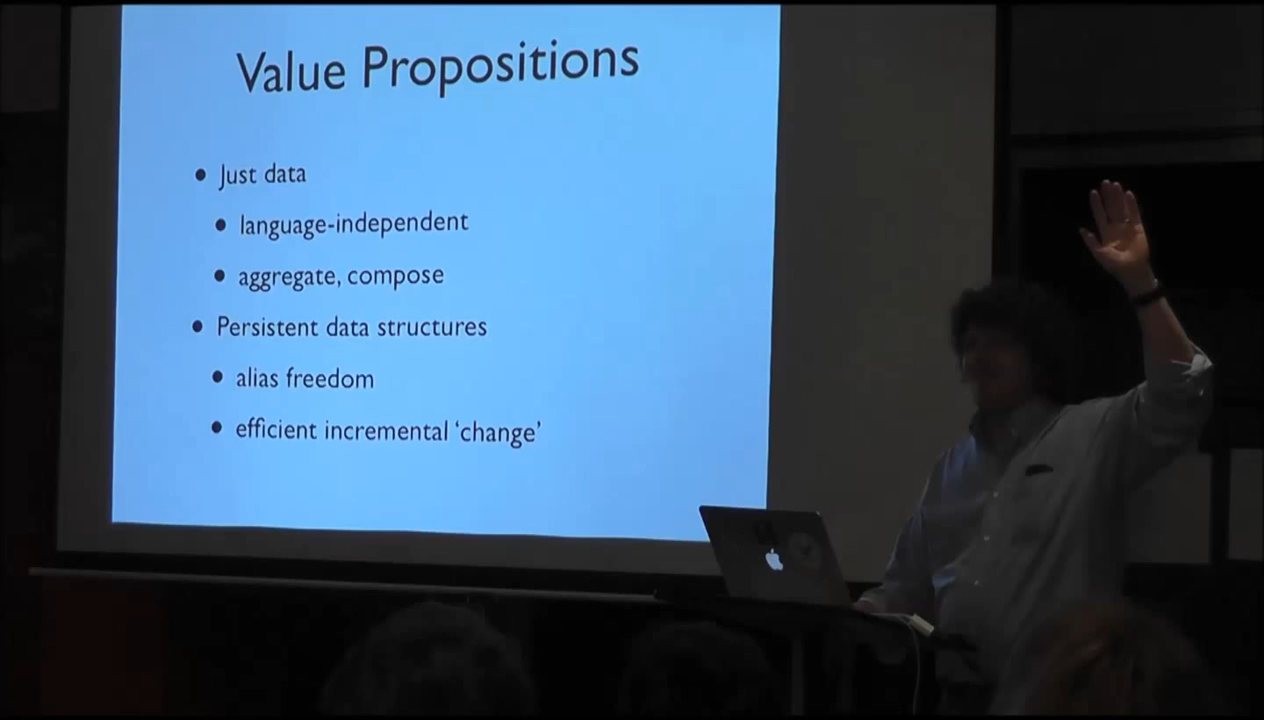 Value Propositions
• Just data
• language-independent
• aggregate, compose
• Persistent data structures
• alias freedom
• efficient incremental ‘change’